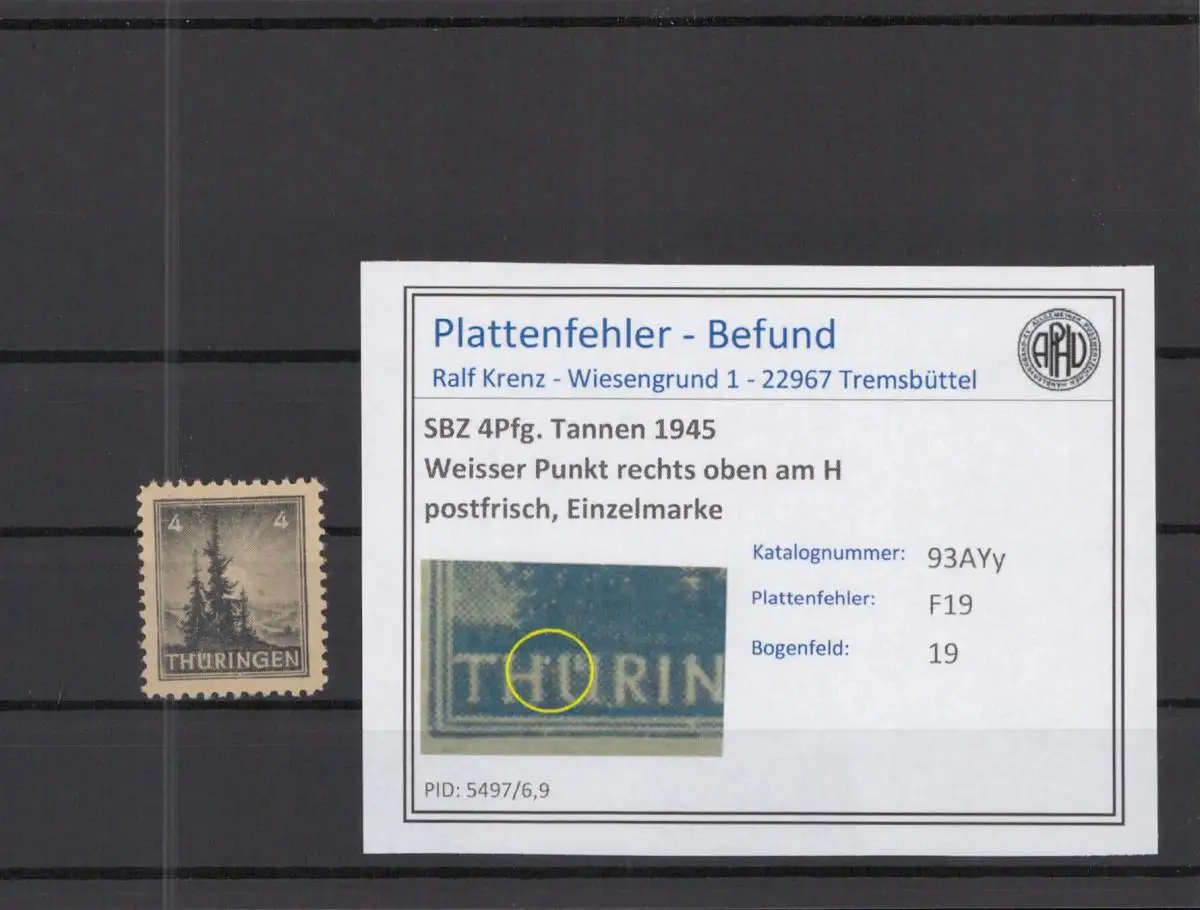 Plattenfehler - Befund
Ralf Krenz - Wiesengrund 1 - 22967 Tremsbüttel
APHV
SBZ 4Pfg. Tannen 1945
Weisser Punkt rechts oben am H
postfrisch, Einzelmarke
Katalognummer: 93AYy
Plattenfehler: F19
Bogenfeld: 19
THÜRIN
PID: 5497/6,9
4 4
THÜRINGEN